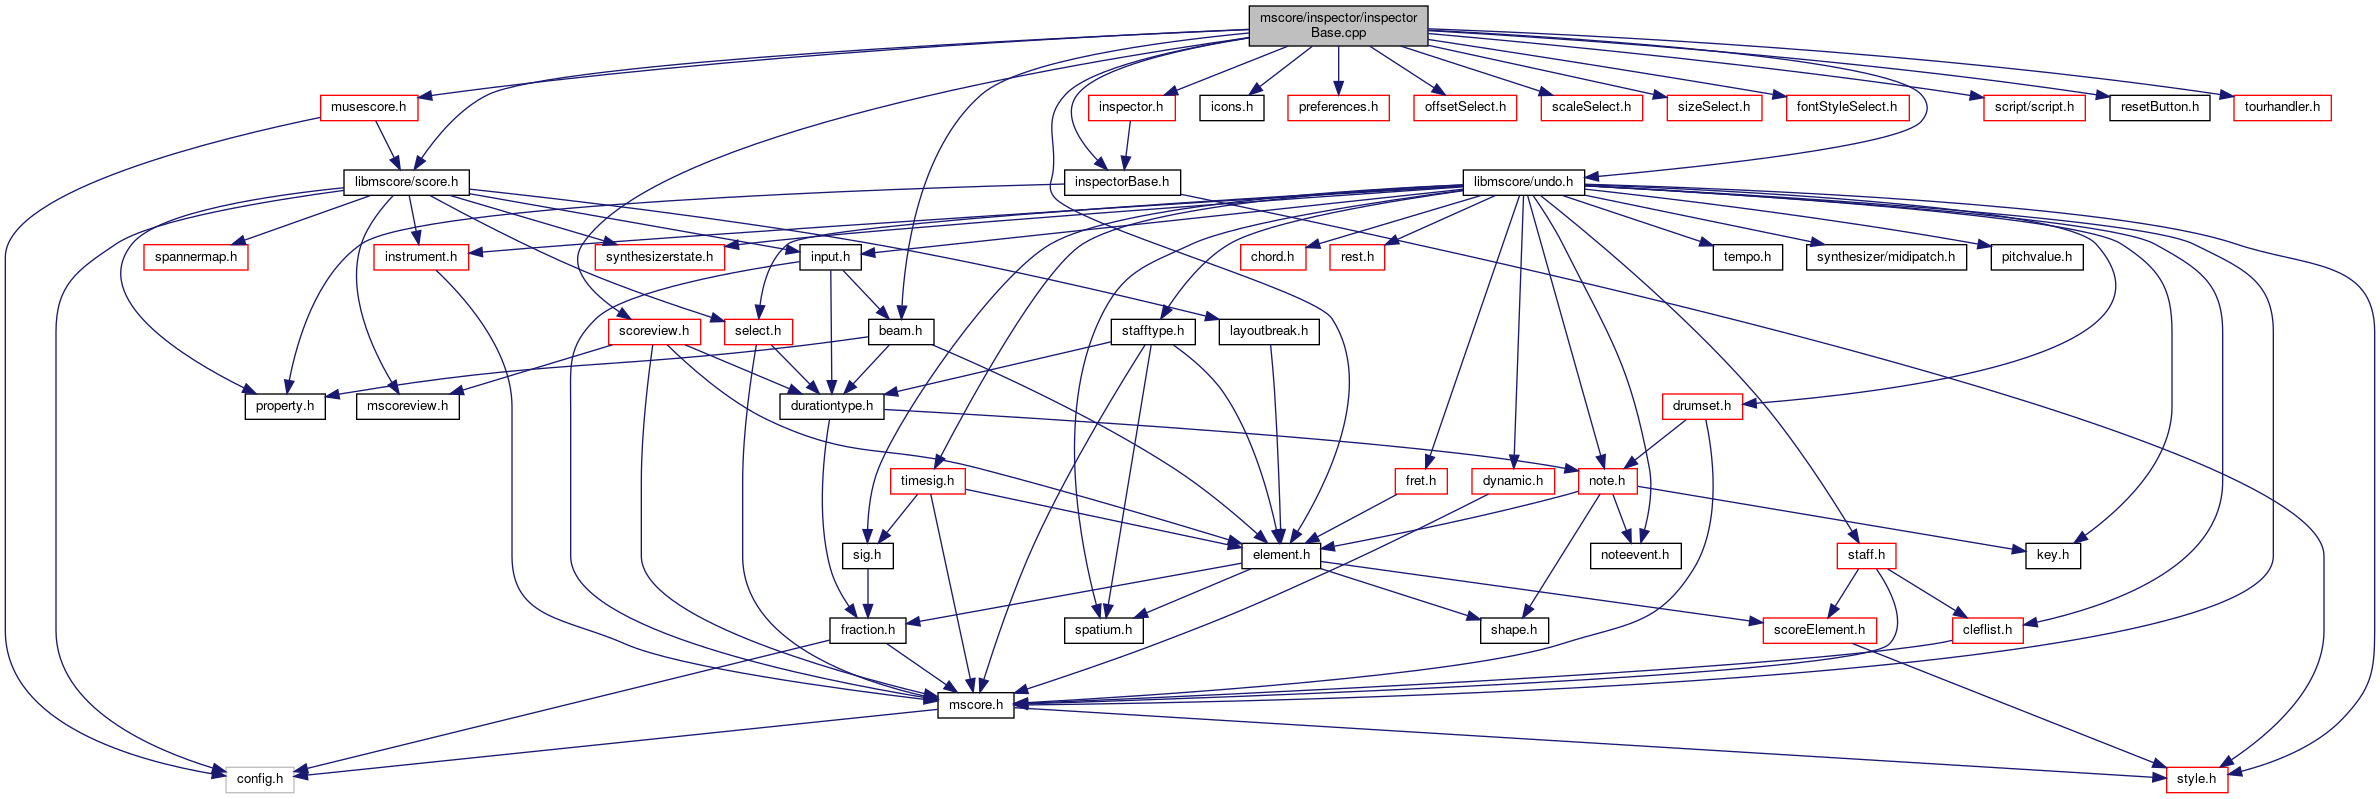 mscore/inspector/inspector
Base.cpp
musescore.h
inspector.h
icons.h
preferences.h
offsetSelect.h
scaleSelect.h
sizeSelect.h
fontStyleSelect.h
script/script.h
resetButton.h
tourhandler.h
libmscore/score.h
inspectorBase.h
libmscore/undo.h
spannermap.h
instrument.h
synthesizerstate.h
input.h
chord.h
rest.h
tempo.h
synthesizer/midipatch.h
pitchvalue.h
scoreview.h
select.h
beam.h
stafftype.h
layoutbreak.h
property.h
mscoreview.h
durationtype.h
drumset.h
timesig.h
fret.h
dynamic.h
note.h
sig.h
element.h
noteevent.h
staff.h
key.h
fraction.h
spatium.h
shape.h
scoreElement.h
cleflist.h
mscore.h
config.h
style.h